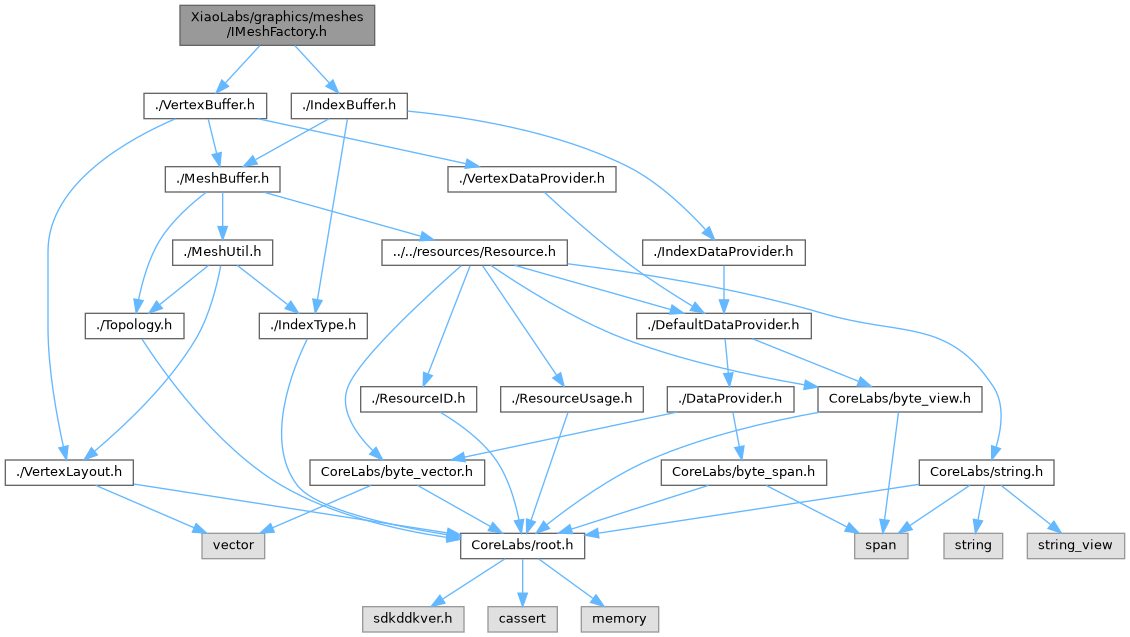 XiaoLabs/graphics/meshes
/IMeshFactory.h
./VertexBuffer.h
./IndexBuffer.h
./MeshBuffer.h
./VertexDataProvider.h
./MeshUtil.h
../../resources/Resource.h
./IndexDataProvider.h
./Topology.h
./IndexType.h
./DefaultDataProvider.h
./ResourceID.h
./ResourceUsage.h
./DataProvider.h
CoreLabs/byte_view.h
./VertexLayout.h
CoreLabs/byte_vector.h
CoreLabs/byte_span.h
CoreLabs/string.h
vector
CoreLabs/root.h
span
string
string_view
sdkddkver.h
cassert
memory